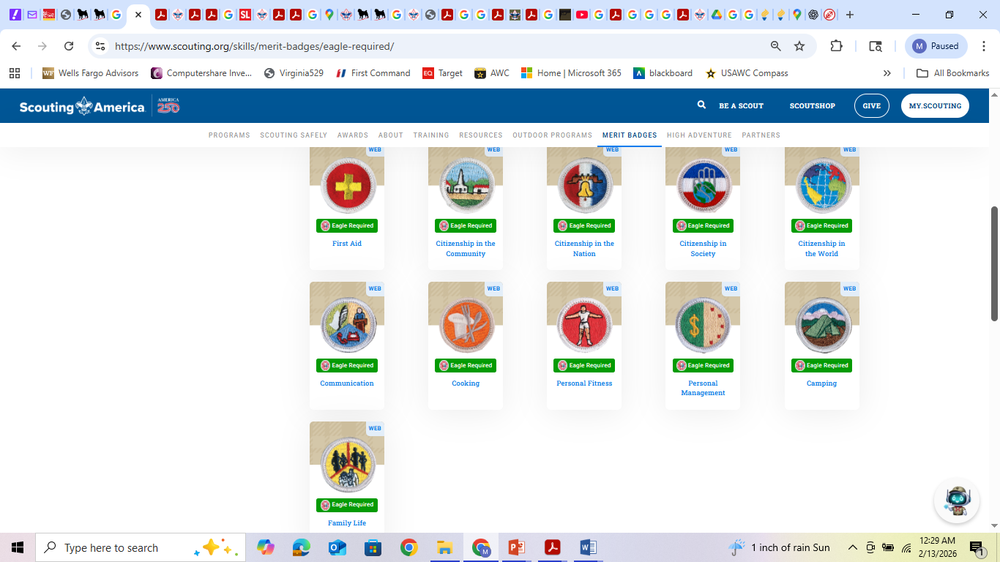 https://www.scouting.org/skills/merit-badges/eagle-required/
M Paused
Wells Fargo Advisors Computershare Inve... Virginia529 First Command Target AWC Home | Microsoft 365 blackboard USAWC Compass » All Bookmarks
Scouting America AMERICA 250 BE A SCOUT SCOUTSHOP GIVE MY.SCOUTING
PROGRAMS SCOUTING SAFELY AWARDS ABOUT TRAINING RESOURCES OUTDOOR PROGRAMS MERIT BADGES HIGH ADVENTURE PARTNERS
WEB WEB WEB WEB WEB
Eagle Required Eagle Required Eagle Required Eagle Required Eagle Required
First Aid Citizenship in the Citizenship in the Citizenship in Citizenship in
Community Nation Society the World
WEB WEB WEB WEB WEB
Eagle Required Eagle Required Eagle Required Eagle Required Eagle Required
Communication Cooking Personal Fitness Personal Camping
Management
WEB
Eagle Required
Family Life
Type here to search 1 inch of rain Sun 12:29 AM
2/13/2026 1